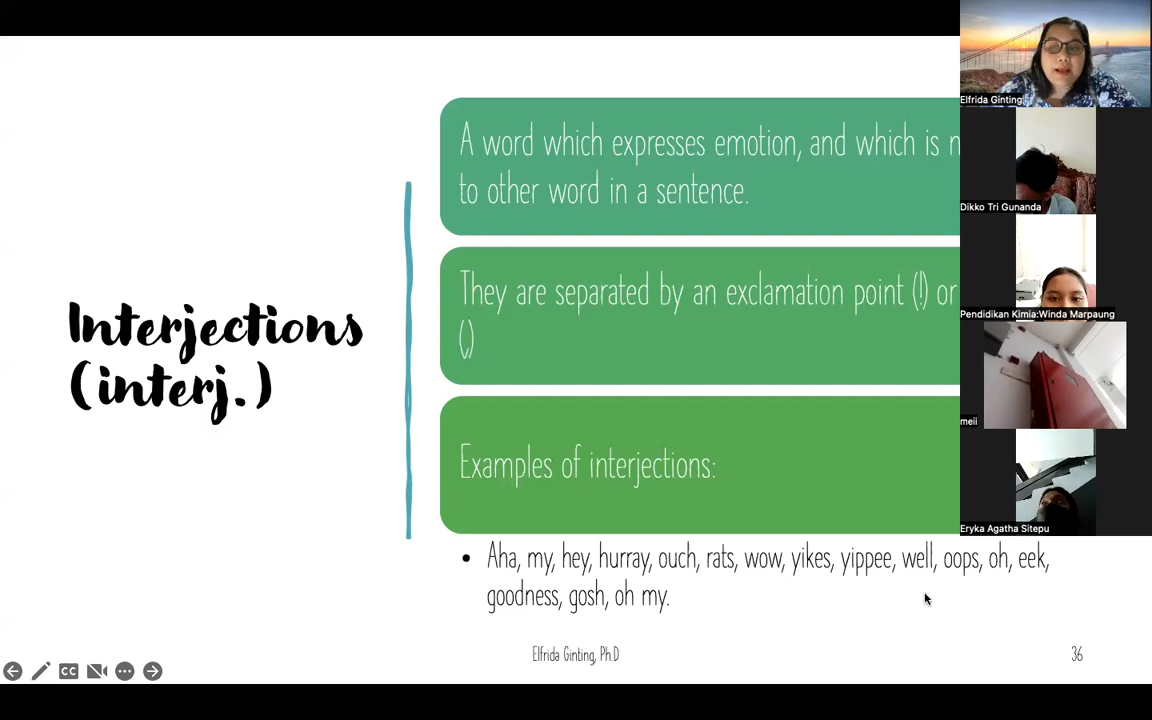 Elfrida Ginting
A word which expresses emotion, and which is
to other word in a sentence.
Dikko Tri Gunanda
They are separated by an exclamation point (!) or
(,)
Interjections
(interj.)
Pendidikan Kimia:Winda Marpaung
meii
Examples of interjections:
Eryka Agatha Sitepu
• Aha, my, hey, hurray, ouch, rats, wow, yikes, yippee, well, oops, oh, eek,
goodness, gosh, oh my.
Elfrida Ginting, Ph.D
36
CC